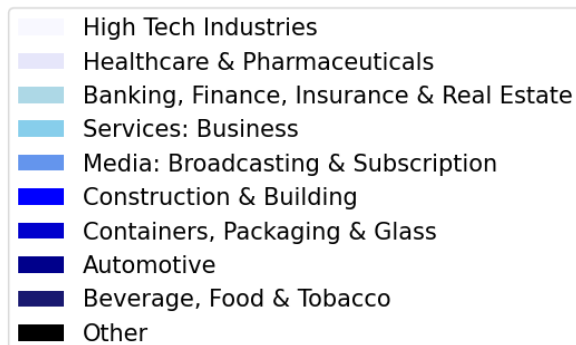 High Tech Industries
Healthcare & Pharmaceuticals
Banking, Finance, Insurance & Real Estate
Services: Business
Media: Broadcasting & Subscription
Construction & Building
Containers, Packaging & Glass
Automotive
Beverage, Food & Tobacco
Other